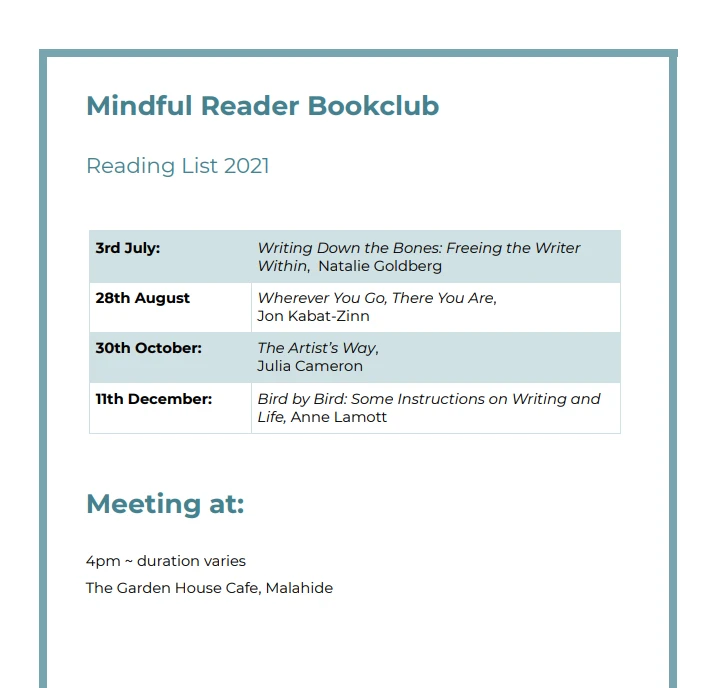 Mindful Reader Bookclub
Reading List 2021
3rd July:
Writing Down the Bones: Freeing the Writer
Within,  Natalie Goldberg
28th August
Wherever You Go, There You Are,
Jon Kabat-Zinn
30th October:
The Artist’s Way,
Julia Cameron
11th December:
Bird by Bird: Some Instructions on Writing and
Life, Anne Lamott
Meeting at:
4pm ~ duration varies
The Garden House Cafe, Malahide